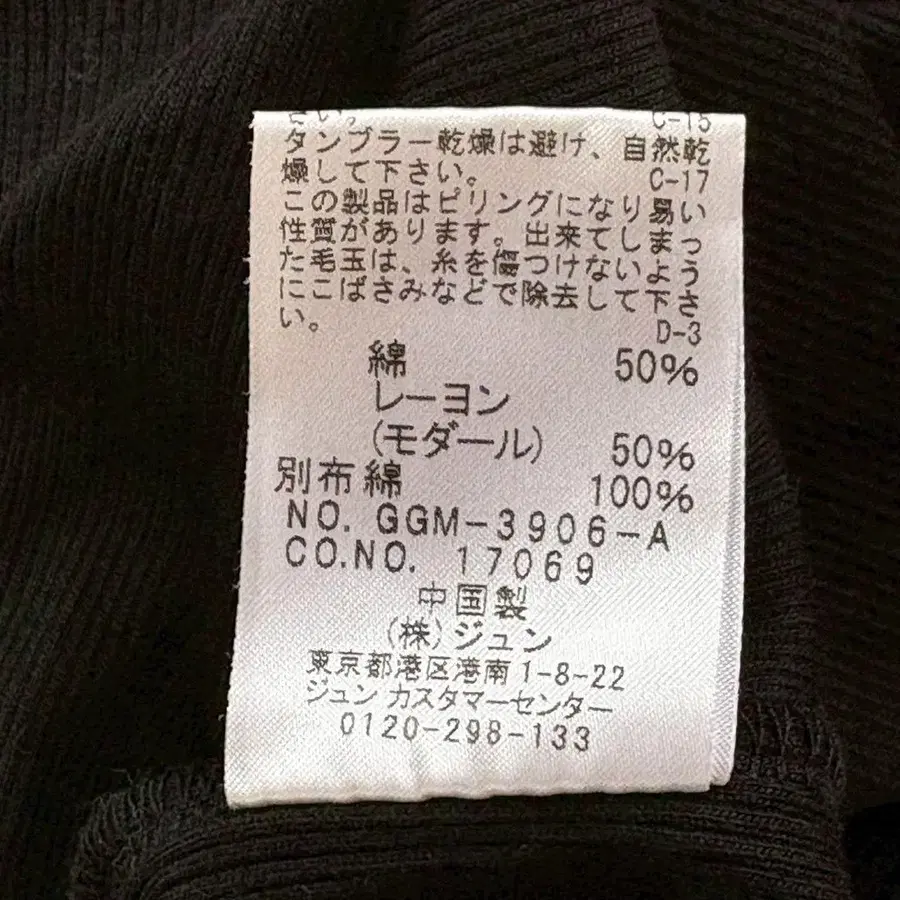 さい。
C-15
タンブラー乾燥は避け、自然乾
燥して下さい。 C-17
この製品はピリングになり易い
性質があります。出来てしまっ
た毛玉は、糸を傷つけないよう
にこばさみなどで除去して下さ
い。 D-3
綿 50%
レーヨン
(モダール) 50%
別布綿 100%
NO. GGM-3906-A
CO.NO. 17069
中国製
(株)ジュン
東京都港区港南1-8-22
ジュン カスタマーセンター
0120-298-133